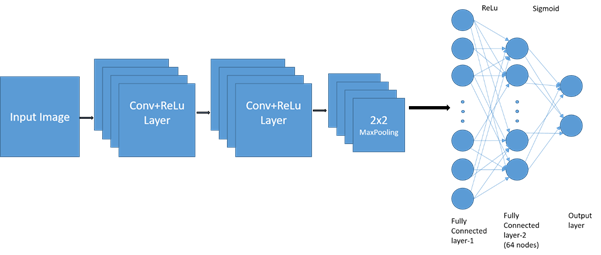 ReLu
Sigmoid
Input Image
Conv+ReLu
Layer
Conv+ReLu
Layer
2x2
MaxPooling
Fully
Connected
layer-1
Fully
Connected
layer-2
(64 nodes)
Output
layer